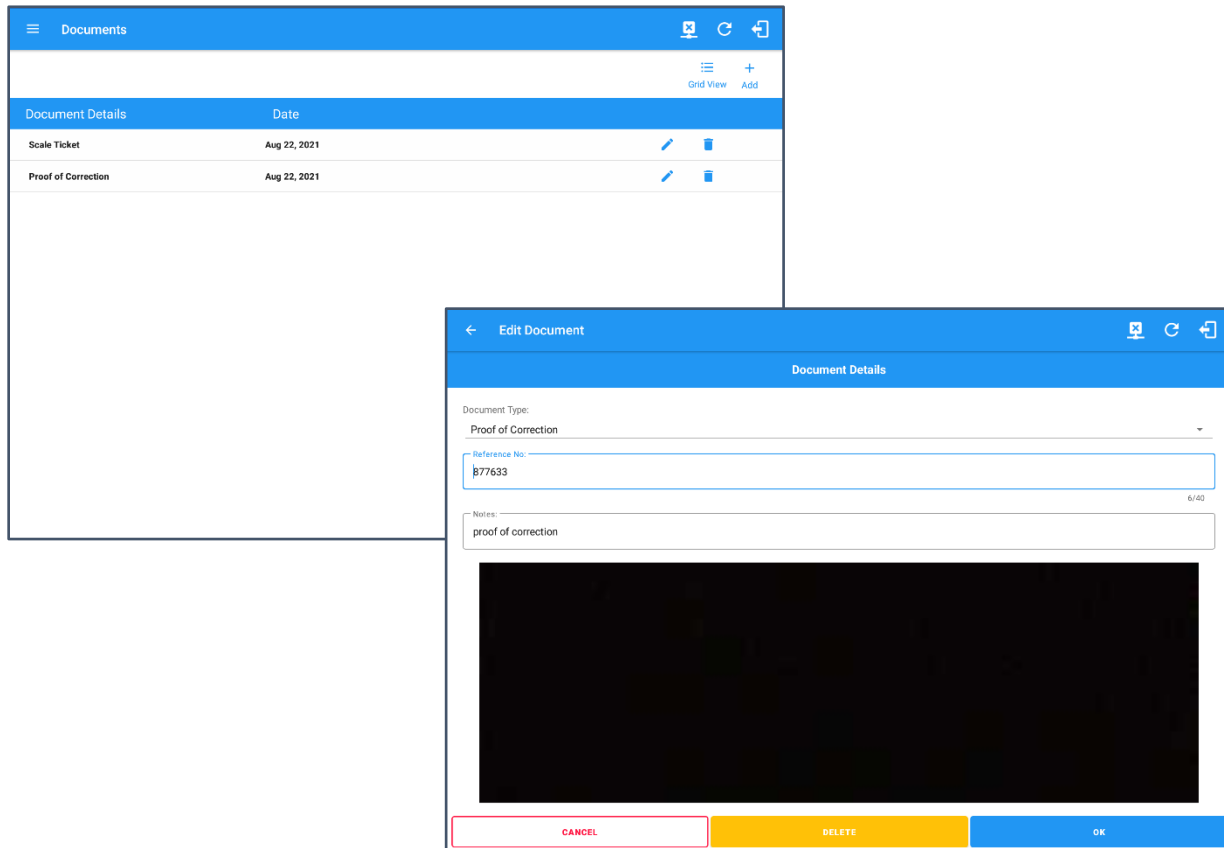 Documents
Grid View Add
Document Details Date
Scale Ticket Aug 22, 2021
Proof of Correction Aug 22, 2021
Edit Document
Document Details
Document Type:
Proof of Correction
Reference No:
877633
6/40
Notes:
proof of correction
CANCEL DELETE OK